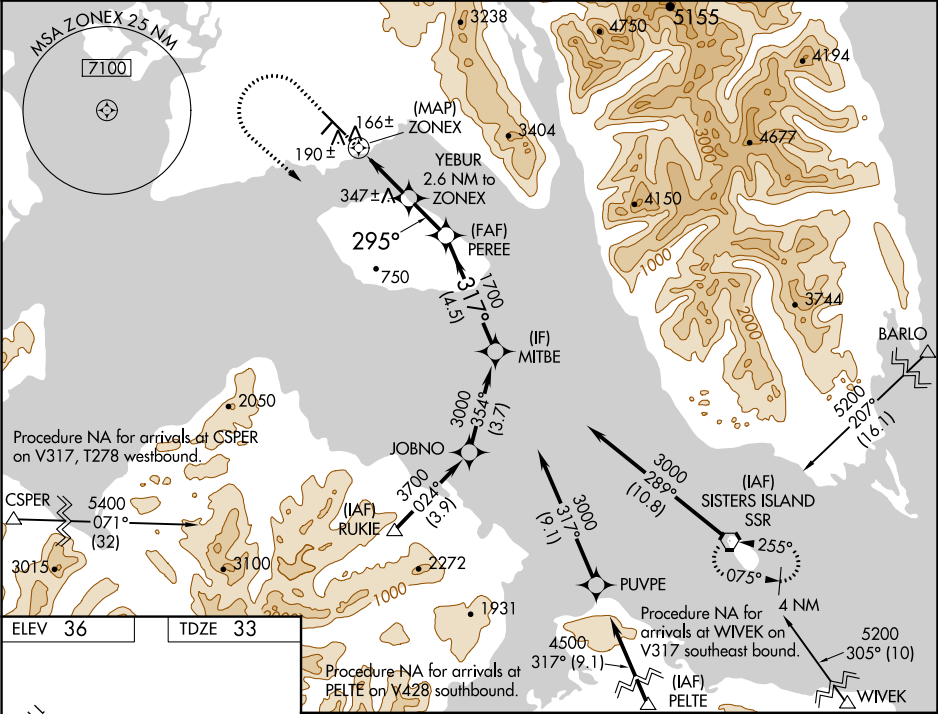 MSA ZONEX 25 NM
7100
3238
4750
5155
4194
3404
3000
4677
4150
1000
3744
2000
166±
190±
(MAP)
ZONEX
YEBUR
2.6 NM to
ZONEX
347±
295°
(FAF)
PEREE
750
1700
317°
(4.5)
(IF)
MITBE
BARLO
5200
207°
(16.1)
2050
3000
354°
(3.7)
Procedure NA for arrivals at CSPER
on V317, T278 westbound.
JOBNO
3700
024°
(3.9)
(IAF)
RUKIE
CSPER
5400
071°
(32)
3015
3100
2272
1000
3000
1931
3000
317°
(9.1)
3000
289°
(10.8)
(IAF)
SISTERS ISLAND
SSR
255°
075°
4 NM
PUVPE
Procedure NA for
arrivals at WIVEK on
V317 southeast bound.
4500
317° (9.1)
5200
305° (10)
Procedure NA for arrivals at
PELTE on V428 southbound.
(IAF)
PELTE
WIVEK
ELEV 36
TDZE 33